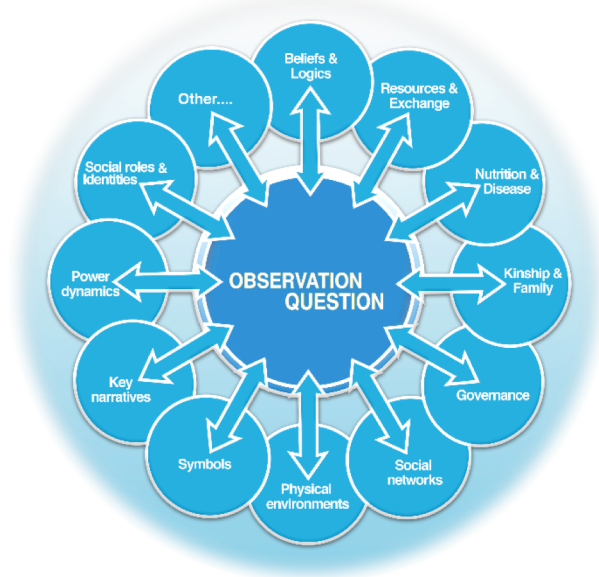 Beliefs &
Logics
Resources &
Exchange
Nutrition &
Disease
Kinship &
Family
Governance
Social
networks
Physical
environments
Symbols
Key
narratives
Power
dynamics
Social roles &
Identities
Other....
OBSERVATION
QUESTION